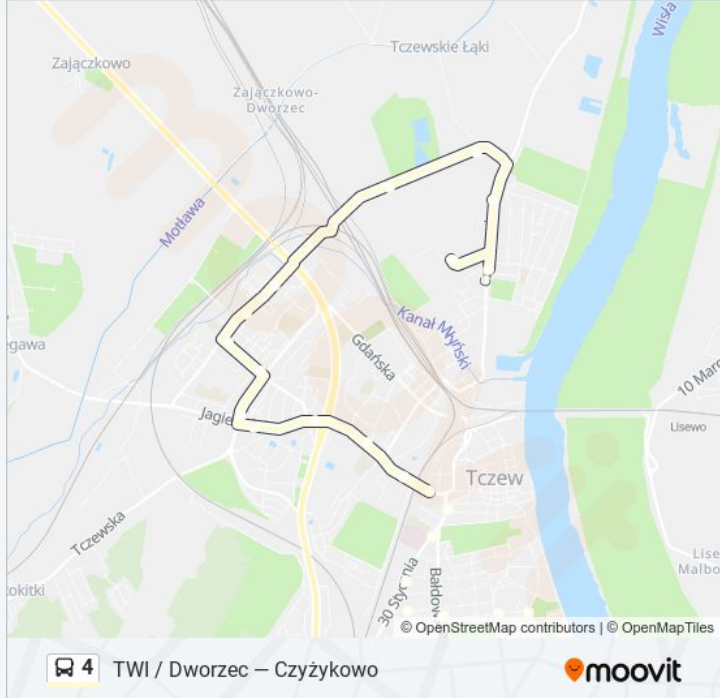 Wisła
Tczewskie Łąki
Zajączkowo
Zajączkowo-
Dworzec
Motława
Kanał Młyński
Gdańska
egawa
10 Marc
Jagie
Lisewo
Tczew
Tczewska
Lise
Malbo
30 Stycznia
Bałdow
okitki
© OpenStreetMap contributors | © OpenMapTiles
4 TWI / Dworzec — Czyżykowo
moovit